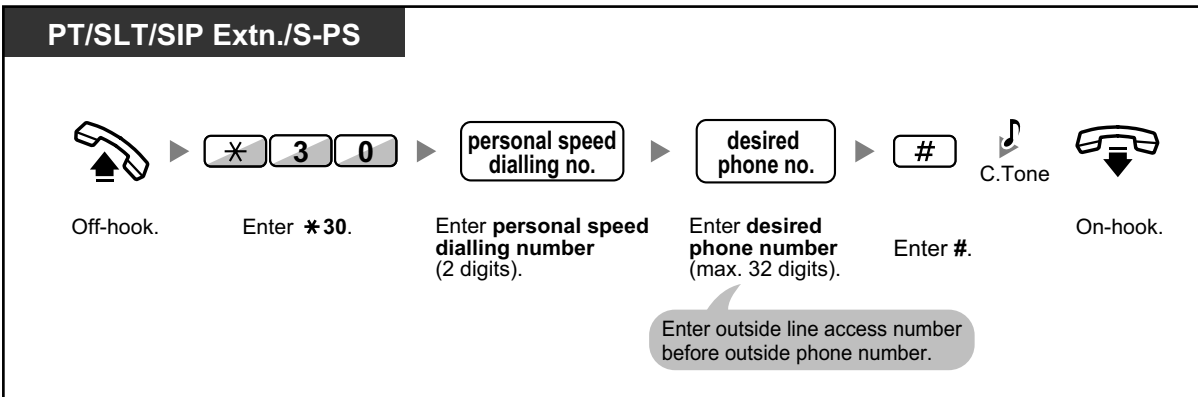 PT/SLT/SIP Extn./S-PS
✳ 3 0
personal speed
dialling no.
desired
phone no.
#
C.Tone
Off-hook.
Enter ✳30.
Enter personal speed
dialling number
(2 digits).
Enter desired
phone number
(max. 32 digits).
Enter #.
On-hook.
Enter outside line access number
before outside phone number.